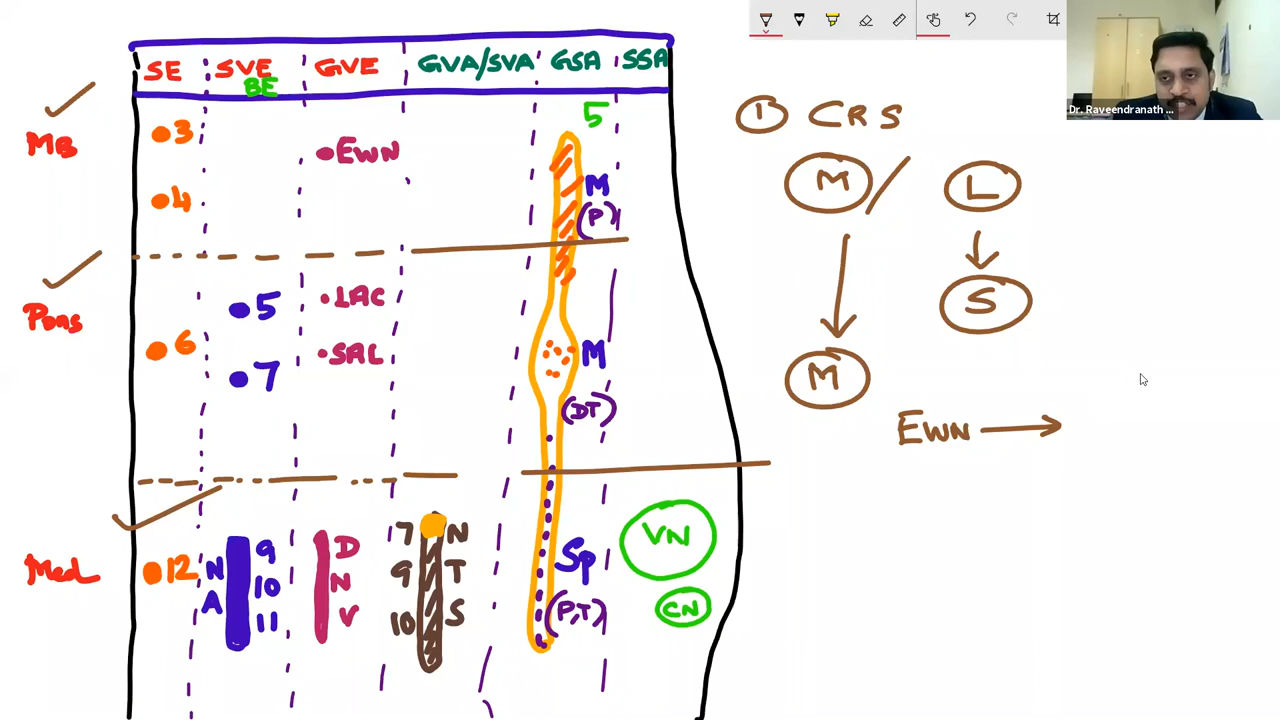 SE SVE GVE GVA/SVA GSA SSA
BE
MB
3
4
EWN
5
M
(P)
Pons
5
6
7
LAC
SAL
M
(DT)
Med
12
N
A
9
10
11
D
N
V
7
9
10
N
T
S
Sp
(P,T)
VN
CN
① CRS
M / L
M S
EWN →
Dr. Raveendranath ...